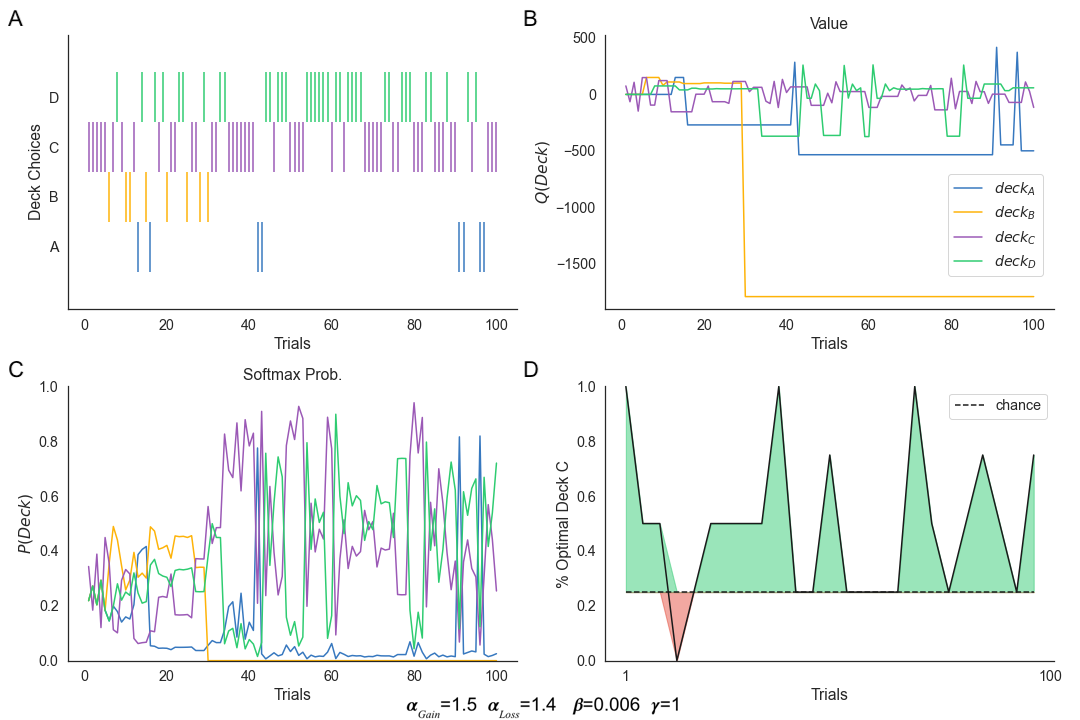 A
D
C
B
A
Deck Choices
0 20 40 60 80 100
Trials
B
Value
500
0
−500
−1000
−1500
Q(Deck)
deck_A
deck_B
deck_C
deck_D
0 20 40 60 80 100
Trials
C
Softmax Prob.
1.0
0.8
0.6
0.4
0.2
0.0
P(Deck)
0 20 40 60 80 100
Trials
D
1.0
0.8
0.6
0.4
0.2
0.0
% Optimal Deck C
chance
1 100
Trials
α_Gain=1.5 α_Loss=1.4 β=0.006 γ=1